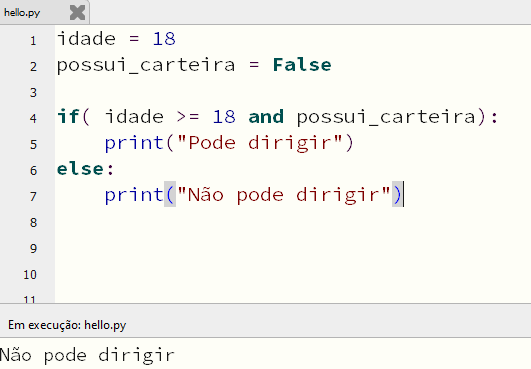 hello.py
1 idade = 18
2 possui_carteira = False
3
4 if( idade >= 18 and possui_carteira):
5     print("Pode dirigir")
6 else:
7     print("Não pode dirigir")
8
9
10
11
Em execução: hello.py
Não pode dirigir